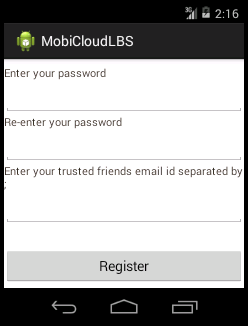 3G 2:16
MobiCloudLBS
Enter your password
Re-enter your password
Enter your trusted friends email id separated by
;
Register